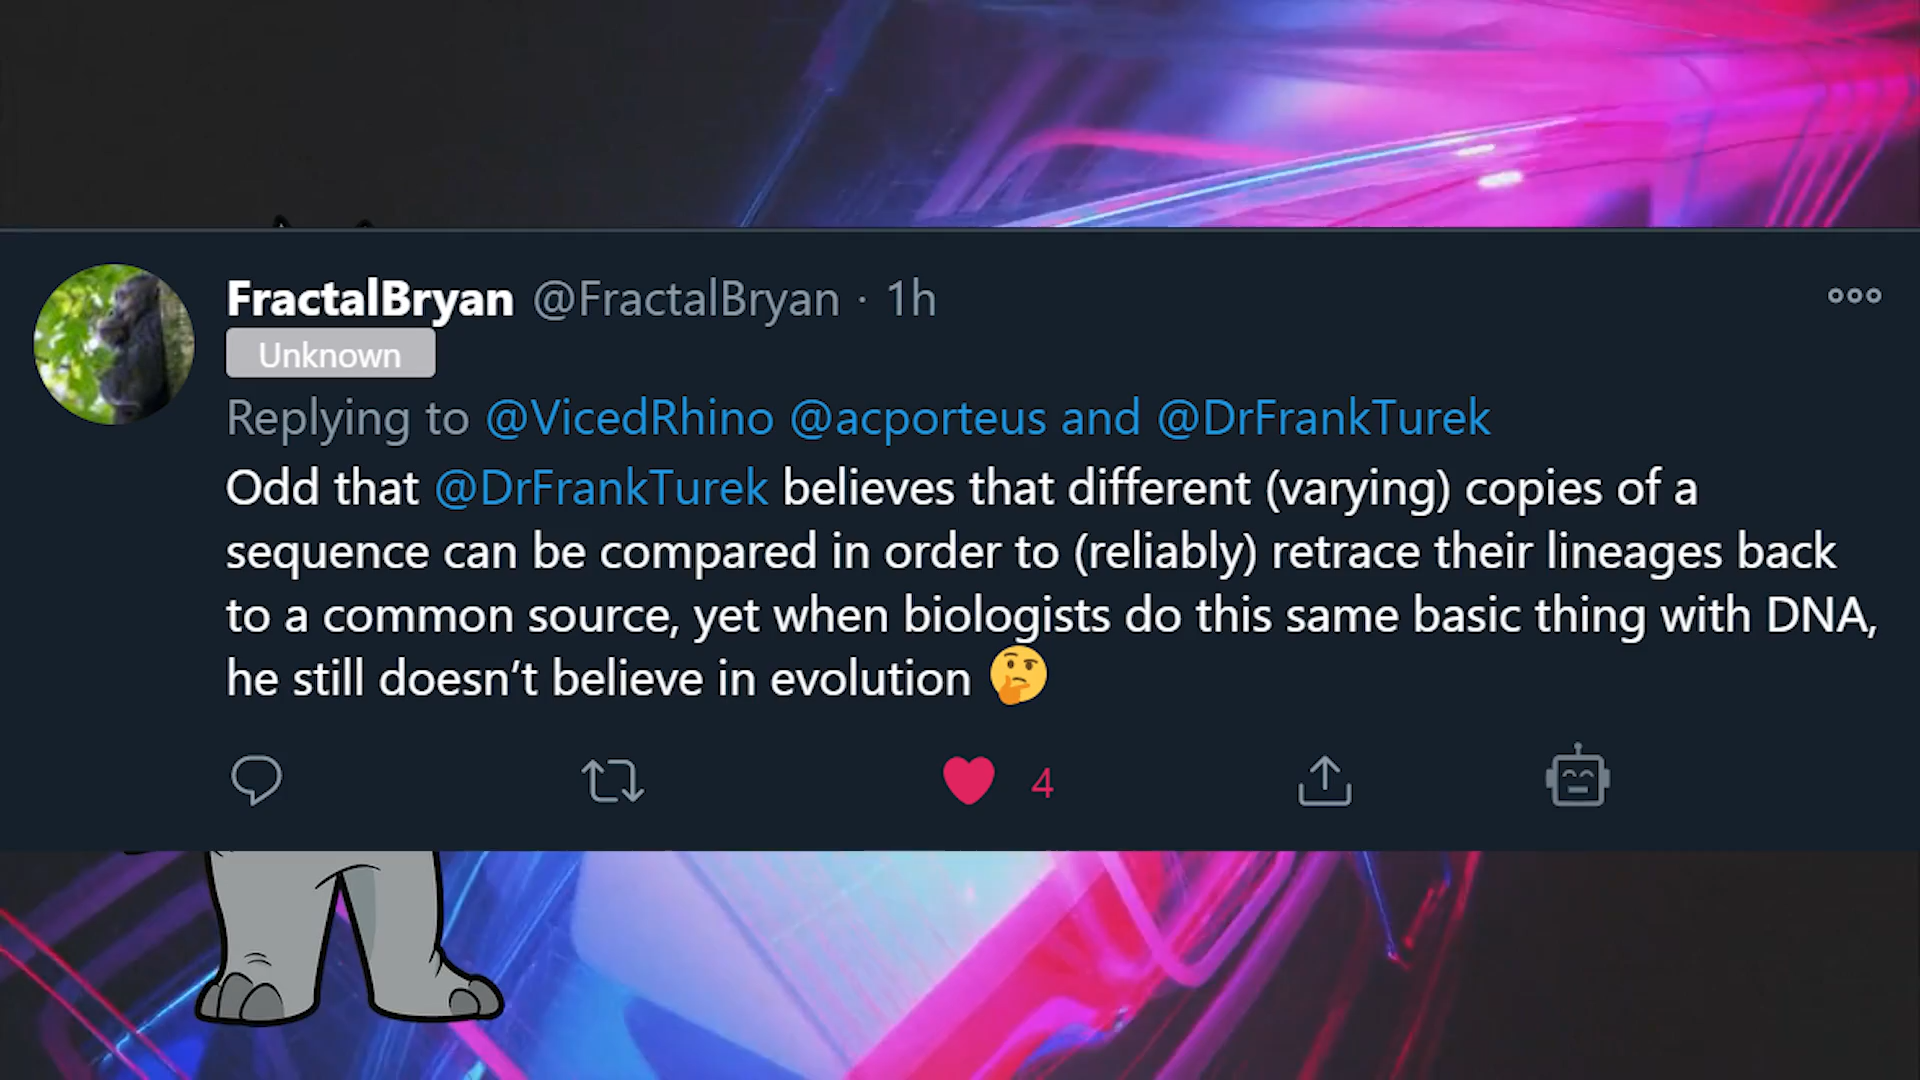 FractalBryan @FractalBryan · 1h
Unknown
Replying to @VicedRhino @acporteus and @DrFrankTurek
Odd that @DrFrankTurek believes that different (varying) copies of a
sequence can be compared in order to (reliably) retrace their lineages back
to a common source, yet when biologists do this same basic thing with DNA,
he still doesn’t believe in evolution 🤔
4